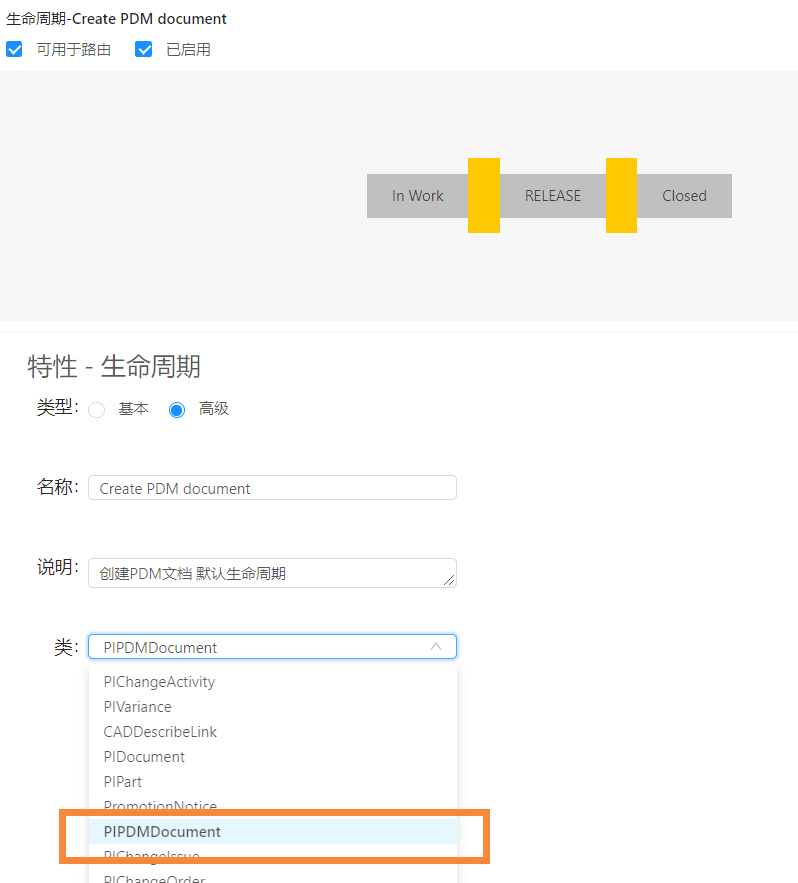 生命周期-Create PDM document
可用于路由 已启用
In Work RELEASE Closed
特性 - 生命周期
类型: 基本 高级
名称: Create PDM document
说明: 创建PDM文档 默认生命周期
类: PIPDMDocument
PIChangeActivity
PIVariance
CADDescribeLink
PIDocument
PIPart
PromotionNotice
PIPDMDocument
PIChangeIssue
PIChangeOrder